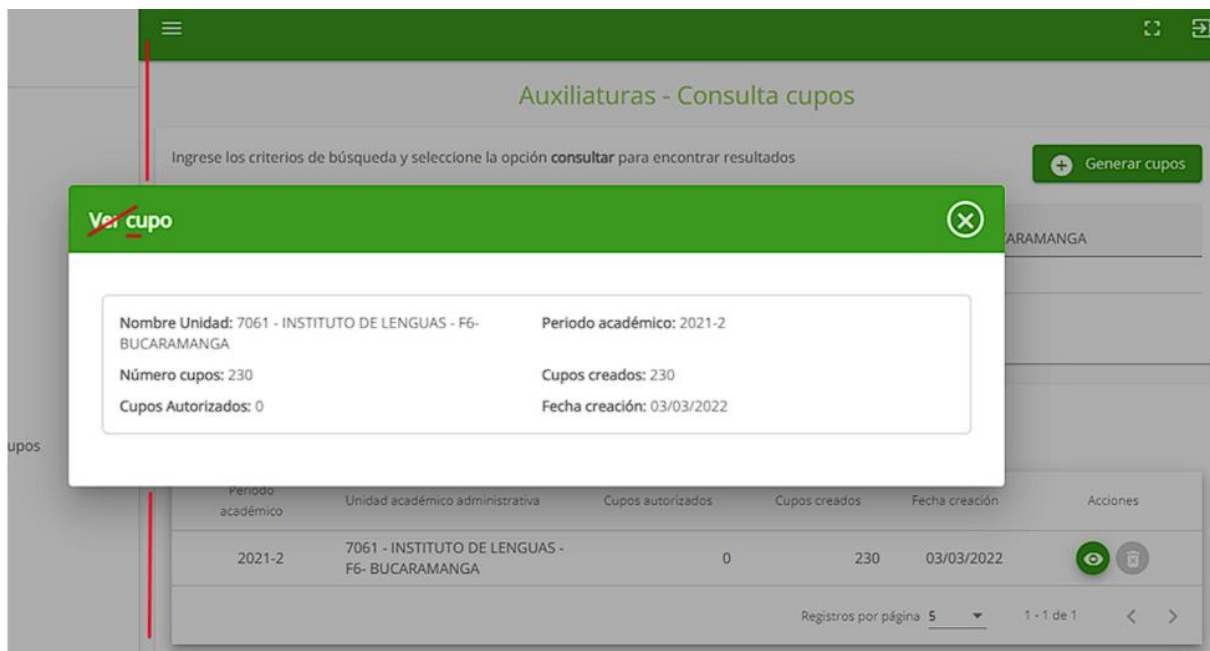 Auxiliaturas - Consulta cupos
Ingrese los criterios de búsqueda y seleccione la opción consultar para encontrar resultados
Generar cupos
Ver cupo
ARAMANGA
Nombre Unidad: 7061 - INSTITUTO DE LENGUAS - F6-
BUCARAMANGA
Periodo académico: 2021-2
Número cupos: 230
Cupos creados: 230
Cupos Autorizados: 0
Fecha creación: 03/03/2022
upos
Periodo
académico
Unidad académico administrativa
Cupos autorizados
Cupos creados
Fecha creación
Acciones
2021-2
7061 - INSTITUTO DE LENGUAS -
F6- BUCARAMANGA
0
230
03/03/2022
Registros por página 5
1 - 1 de 1